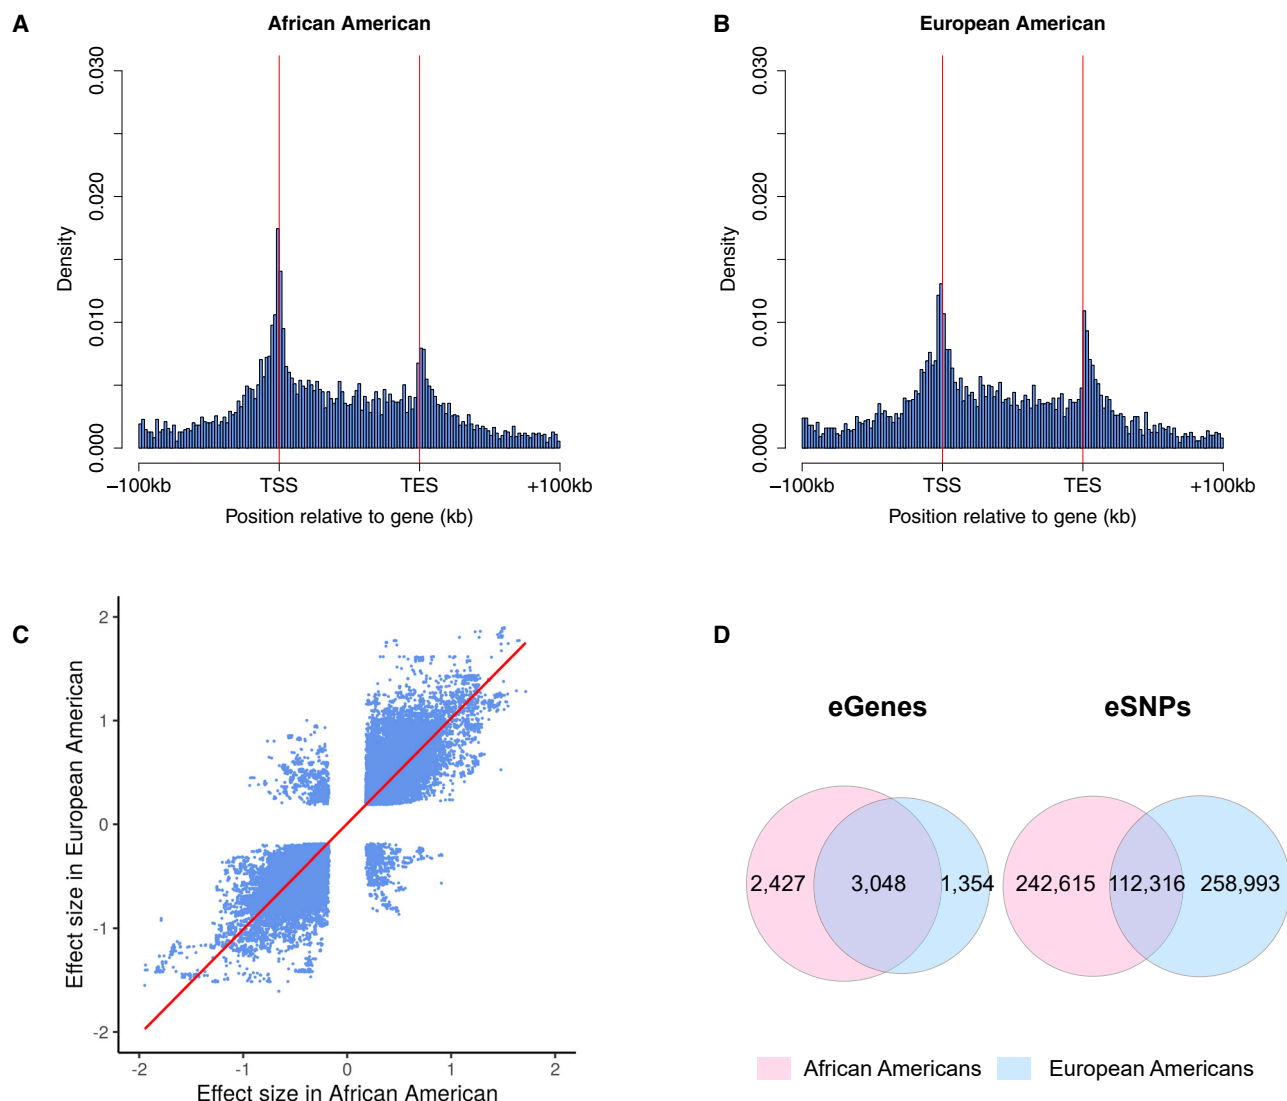 A
African American
Density
0.000
0.010
0.020
0.030
−100kb
TSS
TES
+100kb
Position relative to gene (kb)
B
European American
Density
0.000
0.010
0.020
0.030
−100kb
TSS
TES
+100kb
Position relative to gene (kb)
C
Effect size in European American
2
1
0
-1
-2
-2
-1
0
1
2
Effect size in African American
D
eGenes
eSNPs
2,427
3,048
1,354
242,615
112,316
258,993
African Americans
European Americans